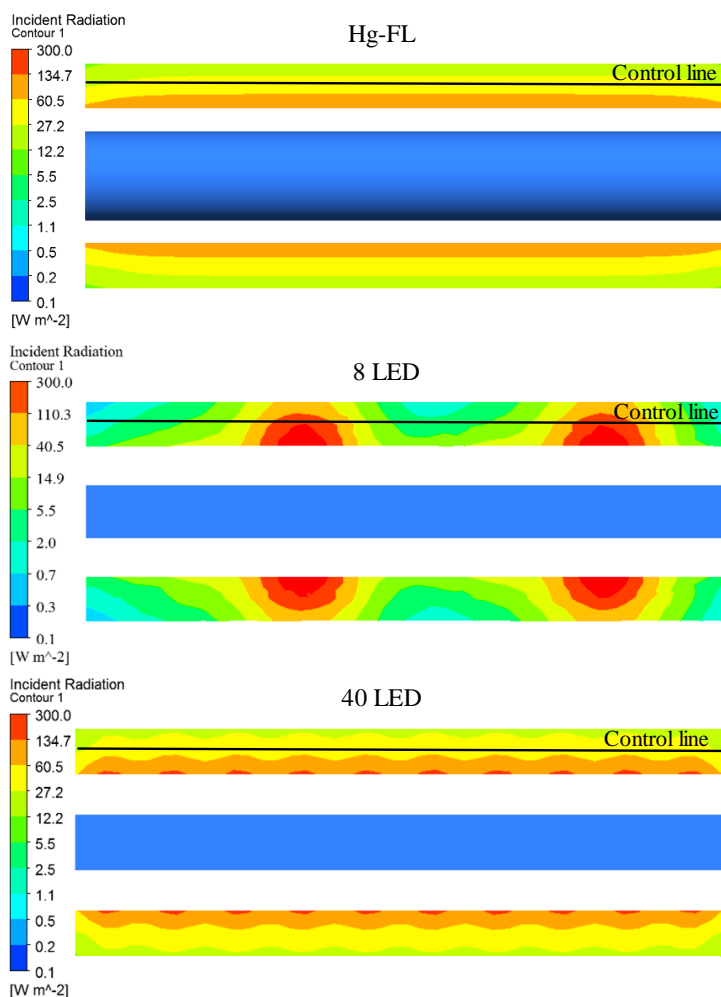 Incident Radiation
Contour 1
Hg-FL
300.0
134.7
60.5
27.2
12.2
5.5
2.5
1.1
0.5
0.2
0.1
[W m^-2]
Control line
Incident Radiation
Contour 1
8 LED
300.0
110.3
40.5
14.9
5.5
2.0
0.7
0.3
0.1
[W m^-2]
Control line
Incident Radiation
Contour 1
40 LED
300.0
134.7
60.5
27.2
12.2
5.5
2.5
1.1
0.5
0.2
0.1
[W m^-2]
Control line